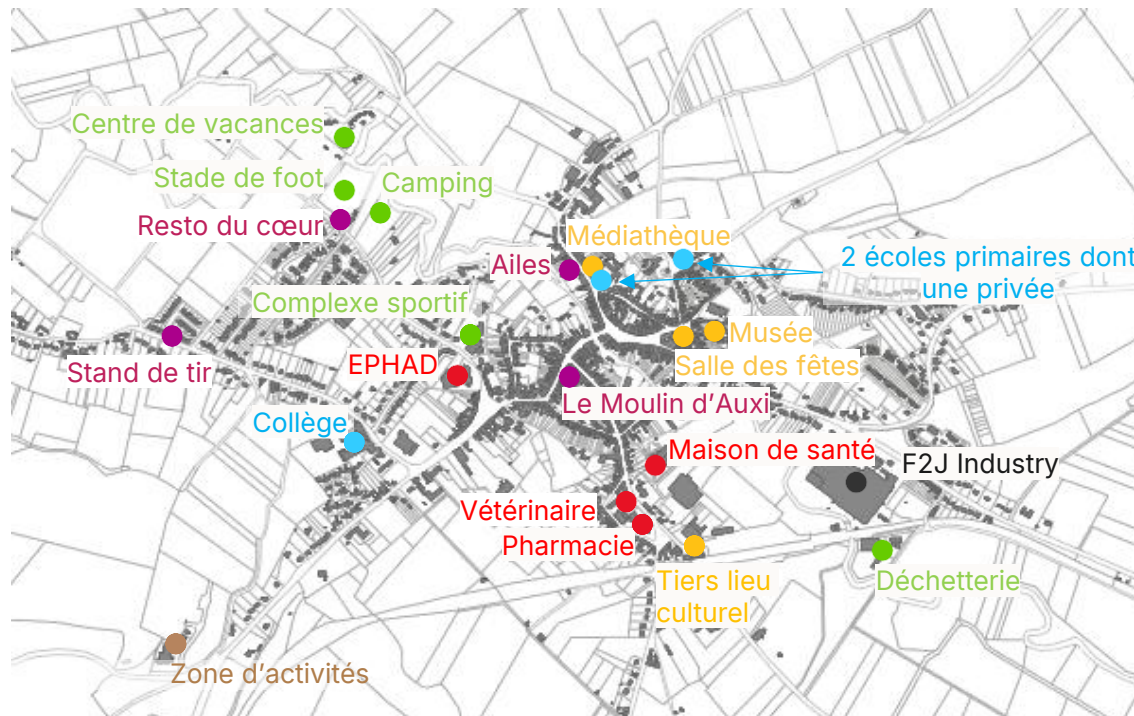 Centre de vacances
Stade de foot
Camping
Resto du cœur
Médiathèque
Ailes
2 écoles primaires dont
une privée
Complexe sportif
Musée
Salle des fêtes
EPHAD
Stand de tir
Le Moulin d’Auxi
Collège
Maison de santé
F2J Industry
Vétérinaire
Pharmacie
Tiers lieu
culturel
Déchetterie
Zone d’activités